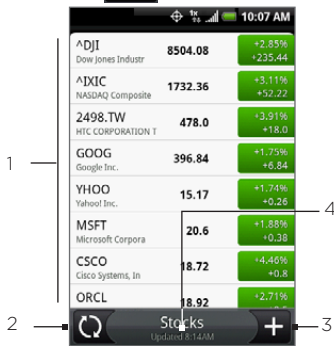 1x
10:07 AM
^DJI 8504.08 +2.85%
Dow Jones Industr +235.44
^IXIC 1732.36 +3.11%
NASDAQ Composite +52.22
2498.TW 478.0 +3.91%
HTC CORPORATION T +18.0
GOOG 396.84 +1.75%
Google Inc. +6.84
1
YHOO 15.17 +1.74%
Yahoo! Inc. +0.26
4
MSFT 20.6 +1.88%
Microsoft Corpora +0.38
CSCO 18.72 +4.46%
Cisco Systems, In +0.8
ORCL 18.92 +2.71%
2
Stocks
3
Updated 8:14AM